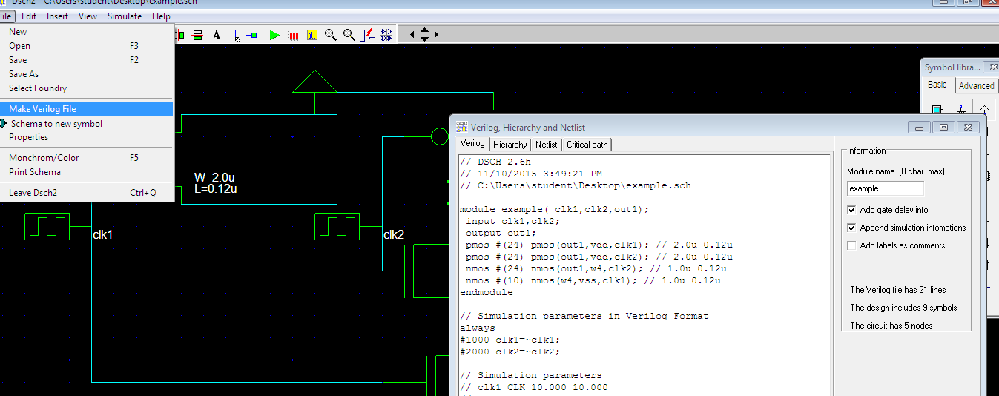 Dsch2 - C:\Users\student\Desktop\example.sch
File Edit Insert View Simulate Help
New
Open F3
Save F2
Save As
Select Foundry
Make Verilog File
Schema to new symbol
Properties
Monchrom/Color F5
Print Schema
Leave Dsch2 Ctrl+Q
A
all
W=2.0u
L=0.12u
clk1
clk2
Symbol libra...
Basic Advanced
dsch2
Verilog, Hierarchy and Netlist
Verilog Hierarchy Netlist Critical path
// DSCH 2.6h
// 11/10/2015 3:49:21 PM
// C:\Users\student\Desktop\example.sch
module example( clk1,clk2,out1);
input clk1,clk2;
output out1;
pmos #(24) pmos(out1,vdd,clk1); // 2.0u 0.12u
pmos #(24) pmos(out1,vdd,clk2); // 2.0u 0.12u
nmos #(24) nmos(out1,w4,clk2); // 1.0u 0.12u
nmos #(10) nmos(w4,vss,clk1); // 1.0u 0.12u
endmodule
// Simulation parameters in Verilog Format
always
#1000 clk1=~clk1;
#2000 clk2=~clk2;
// Simulation parameters
// clk1 CLK 10.000 10.000
Information
Module name (8 char. max)
example
Add gate delay info
Append simulation infomations
Add labels as comments
The Verilog file has 21 lines
The design includes 9 symbols
The circuit has 5 nodes